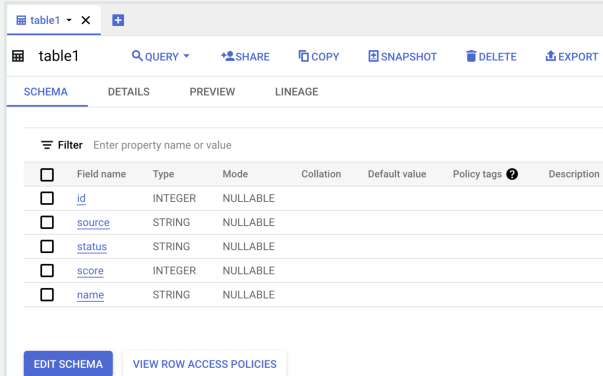 table1
table1 QUERY SHARE COPY SNAPSHOT DELETE EXPORT
SCHEMA DETAILS PREVIEW LINEAGE
Filter Enter property name or value
Field name Type Mode Collation Default value Policy tags ? Description
id INTEGER NULLABLE
source STRING NULLABLE
status STRING NULLABLE
score INTEGER NULLABLE
name STRING NULLABLE
EDIT SCHEMA VIEW ROW ACCESS POLICIES